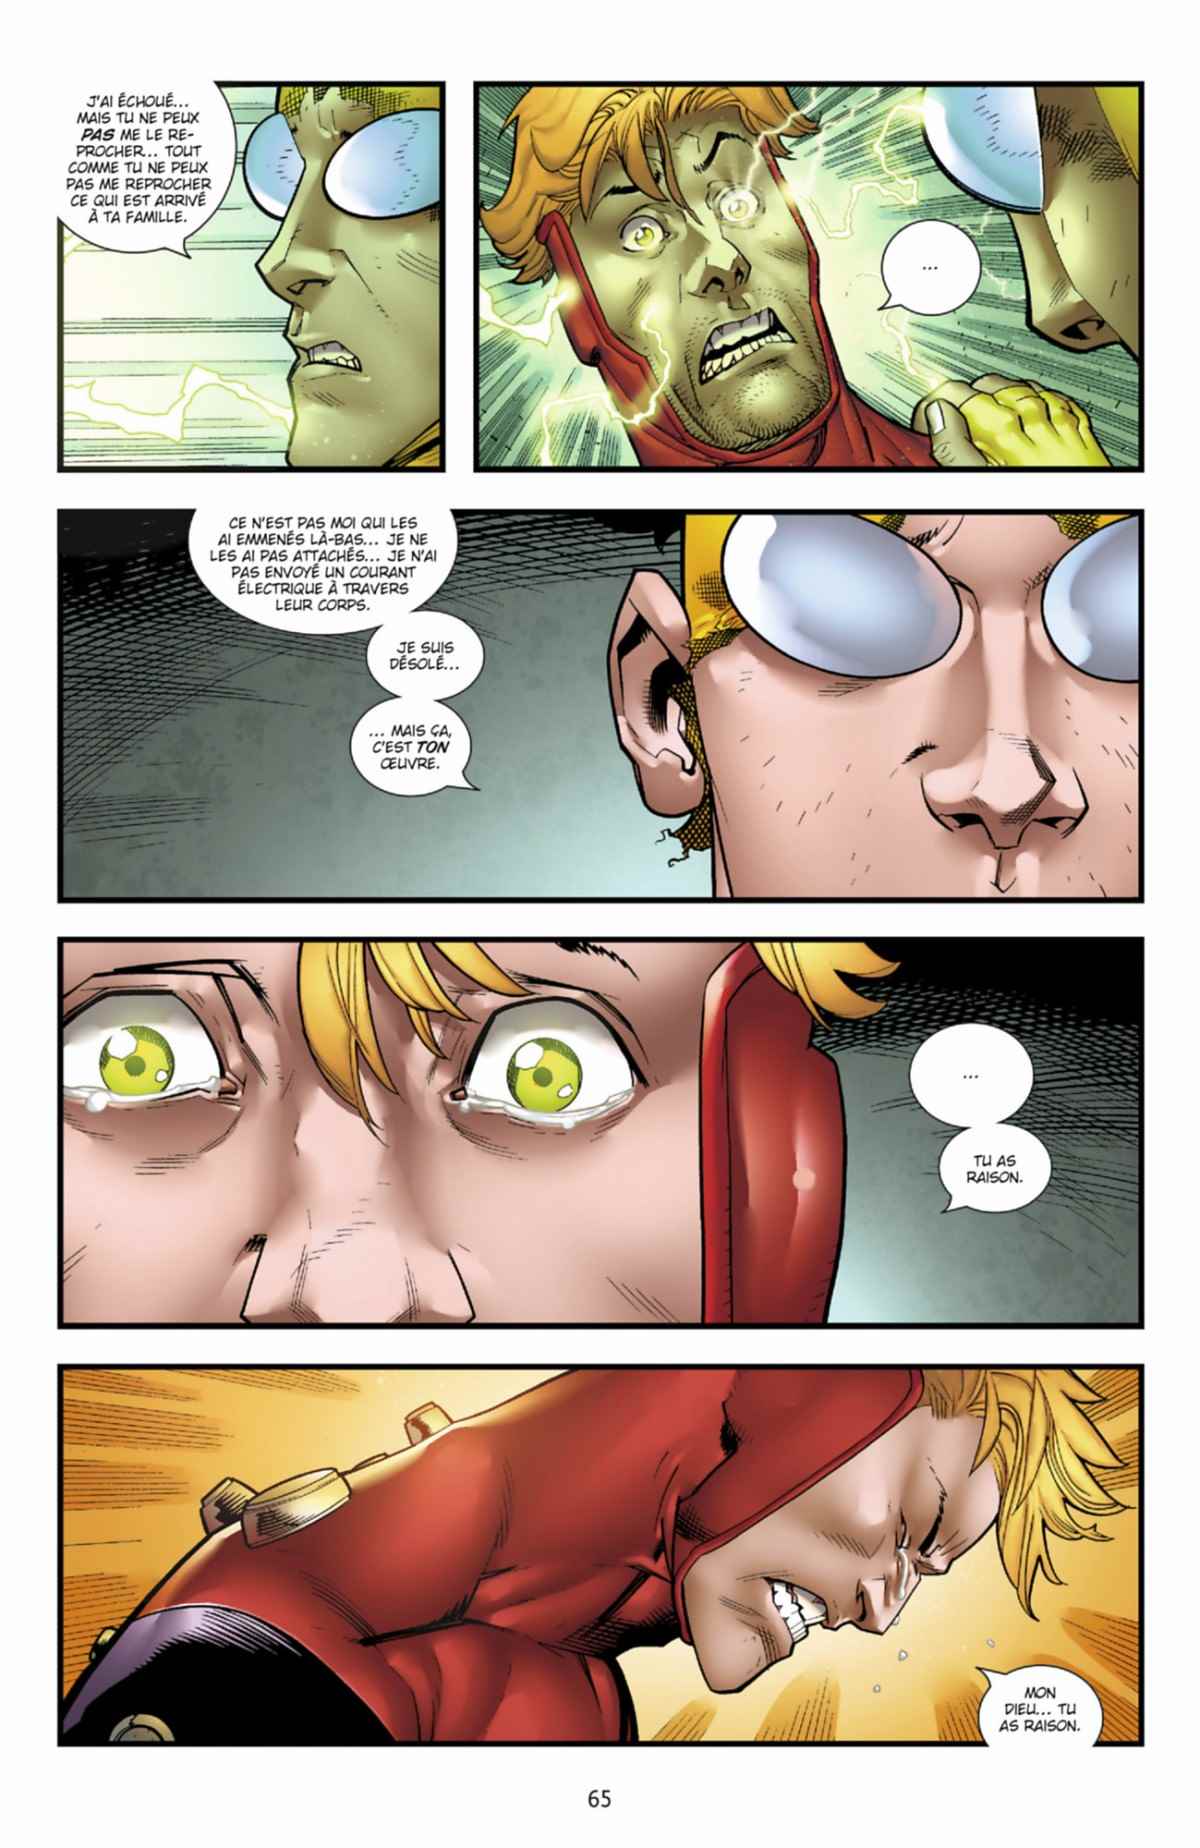 J'AI ÉCHOUÉ...
MAIS TU NE PEUX
PAS ME LE RE-
PROCHER... TOUT
COMME TU NE PEUX
PAS ME REPROCHER
CE QUI EST ARRIVÉ
À TA FAMILLE.
...
CE N'EST PAS MOI QUI LES
AI EMMENÉS LÀ-BAS... JE NE
LES AI PAS ATTACHÉS... JE N'AI
PAS ENVOYÉ UN COURANT
ÉLECTRIQUE À TRAVERS
LEUR CORPS.
JE SUIS
DÉSOLÉ...
... MAIS ÇA,
C'EST TON
ŒUVRE.
...
TU AS
RAISON.
MON
DIEU... TU
AS RAISON.
65